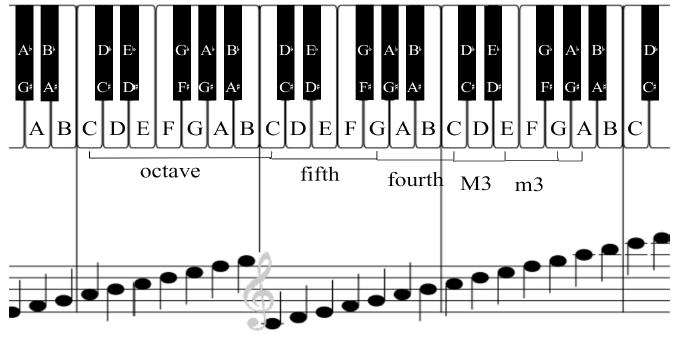 A♭ B♭ D♭ E♭ G♭ A♭ B♭ D♭ E♭ G♭ A♭ B♭ D♭ E♭ G♭ A♭ B♭ D♭
G♯ A♯ C♯ D♯ F♯ G♯ A♯ C♯ D♯ F♯ G♯ A♯ C♯ D♯ F♯ G♯ A♯ C♯
A B C D E F G A B C D E F G A B C D E F G A B C
octave fifth fourth M3 m3